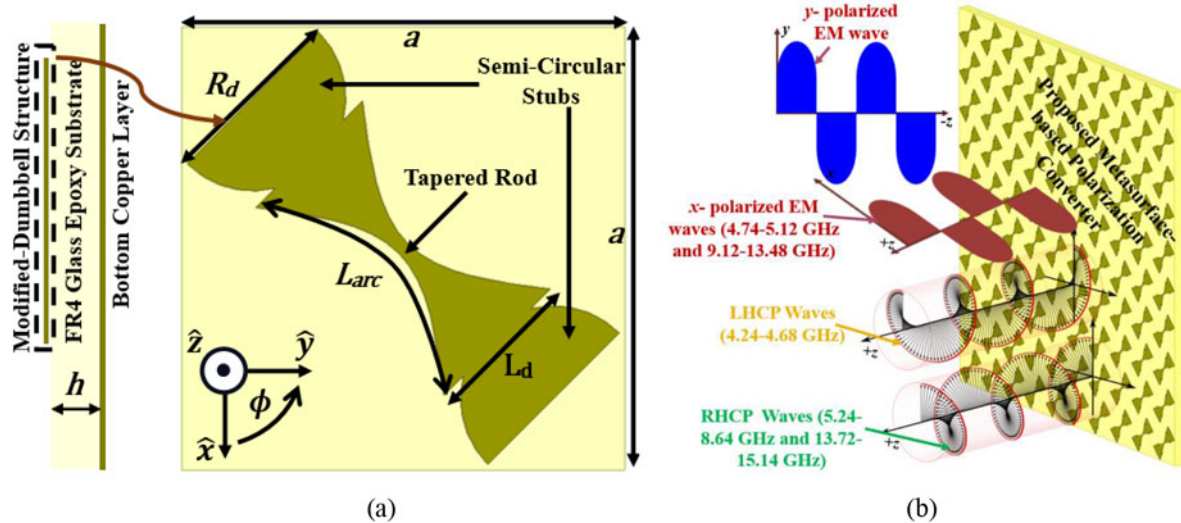 Modified-Dumbbell Structure
FR4 Glass Epoxy Substrate
Bottom Copper Layer
h
a
a
R_d
Semi-Circular
Stubs
Tapered Rod
L_arc
L_d
ẑ
ŷ
ϕ
x̂
(a)
y- polarized
EM wave
y
-z
x
x- polarized EM
waves (4.74-5.12 GHz
and 9.12-13.48 GHz)
+z
LHCP Waves
(4.24-4.68 GHz)
+z
RHCP Waves (5.24-
8.64 GHz and 13.72-
15.14 GHz)
+z
Proposed Metasurface-
based Polarization
Converter
(b)